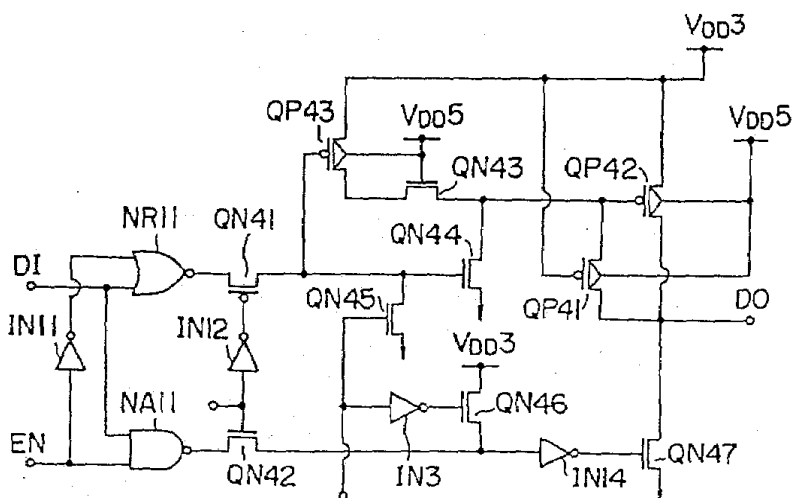 VDD3
QP43
VDD5
QP42
VDD5
QN43
NR11
QN41
QN44
DI
QN45
QP41
DO
IN11
IN12
VDD3
NA11
QN46
EN
QN42
IN3
IN14
QN47